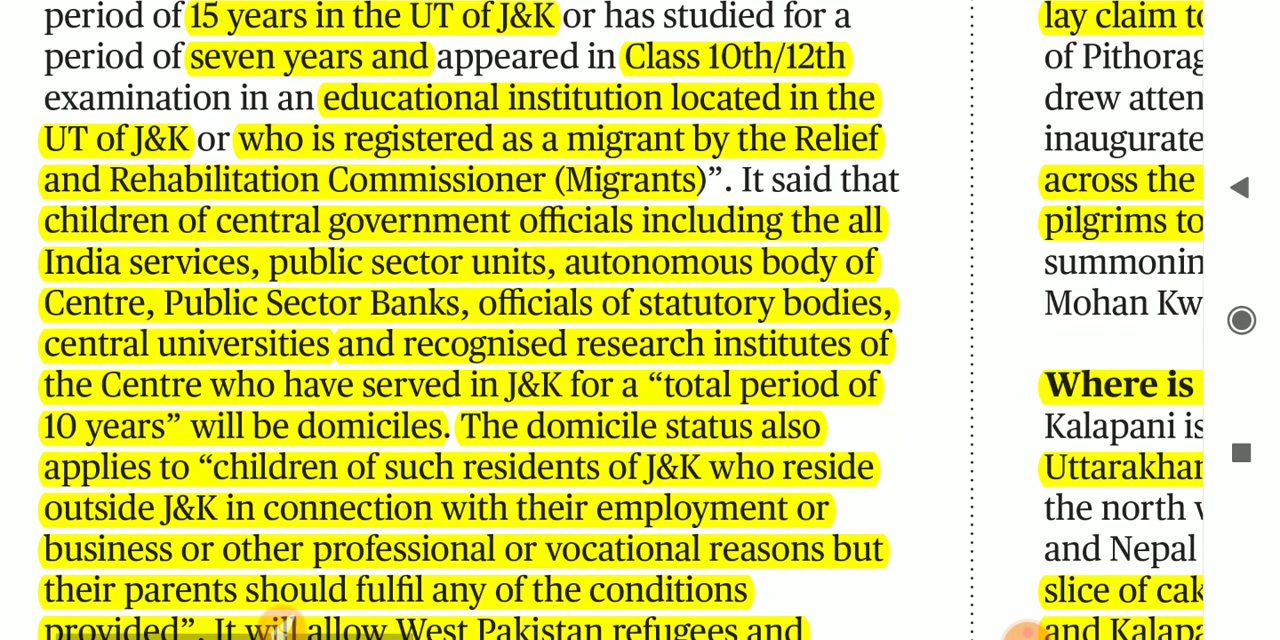 period of 15 years in the UT of J&K or has studied for a
period of seven years and appeared in Class 10th/12th
examination in an educational institution located in the
UT of J&K or who is registered as a migrant by the Relief
and Rehabilitation Commissioner (Migrants)”. It said that
children of central government officials including the all
India services, public sector units, autonomous body of
Centre, Public Sector Banks, officials of statutory bodies,
central universities and recognised research institutes of
the Centre who have served in J&K for a “total period of
10 years” will be domiciles. The domicile status also
applies to “children of such residents of J&K who reside
outside J&K in connection with their employment or
business or other professional or vocational reasons but
their parents should fulfil any of the conditions
provided”. It will allow West Pakistan refugees and
lay claim
of
drew
across the
pilgrims to
Mohan
Where is
Kalapani is
the north
and Nepal
slice of
and